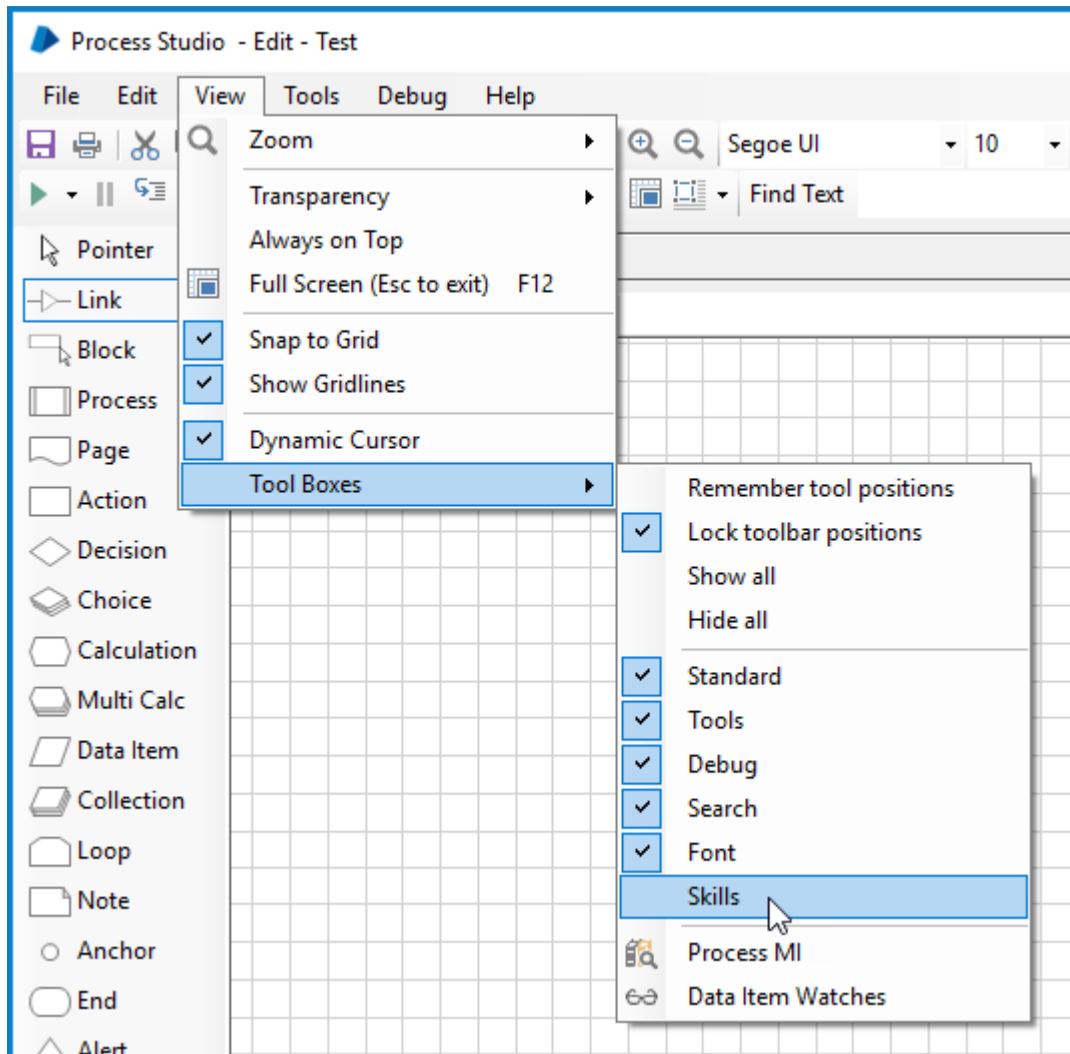 Process Studio - Edit - Test
File Edit View Tools Debug Help
Segoe UI 10
Find Text
Zoom
Transparency
Always on Top
Full Screen (Esc to exit) F12
Snap to Grid
Show Gridlines
Dynamic Cursor
Tool Boxes
Remember tool positions
Lock toolbar positions
Show all
Hide all
Standard
Tools
Debug
Search
Font
Skills
Process MI
Data Item Watches
Pointer
Link
Block
Process
Page
Action
Decision
Choice
Calculation
Multi Calc
Data Item
Collection
Loop
Note
Anchor
End
Alert